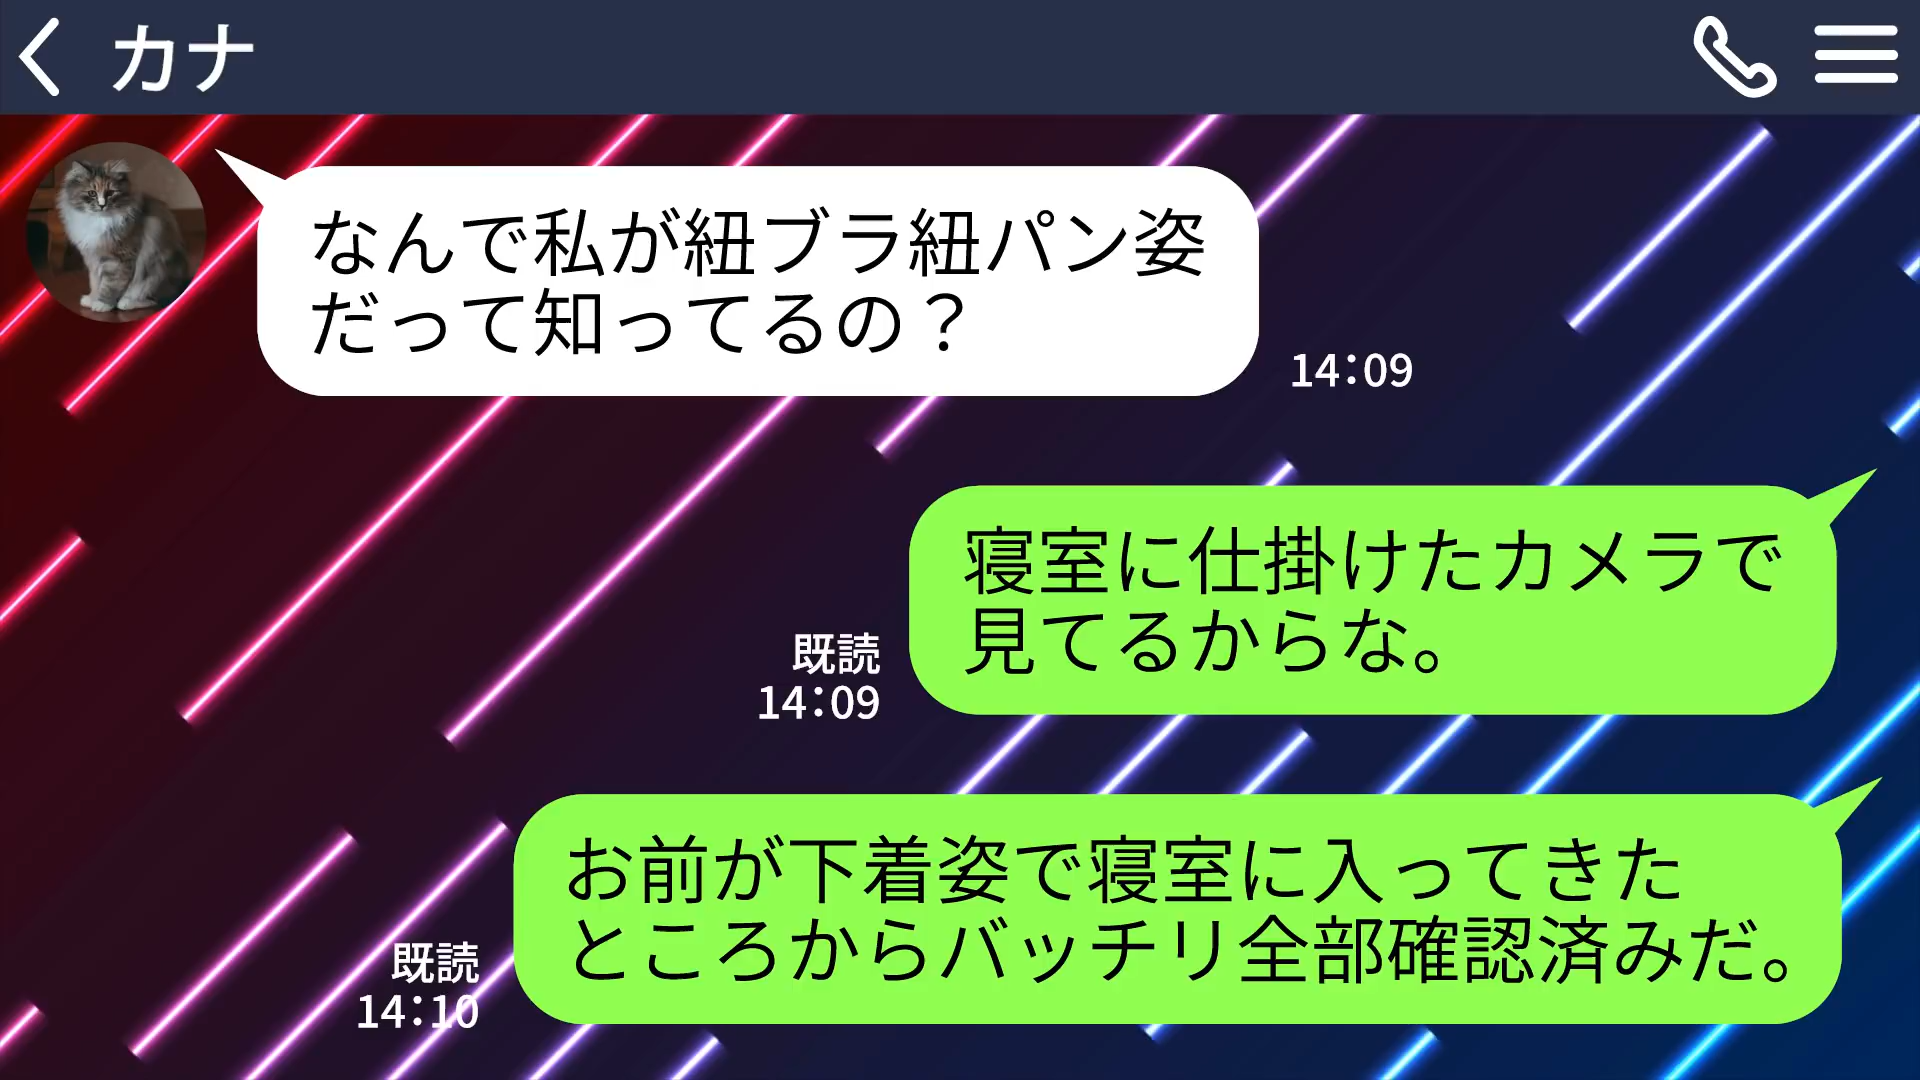 カナ
なんで私が紐ブラ紐パン姿
だって知ってるの？
14:09
寝室に仕掛けたカメラで
見てるからな。
既読
14:09
お前が下着姿で寝室に入ってきた
ところからバッチリ全部確認済みだ。
既読
14:10